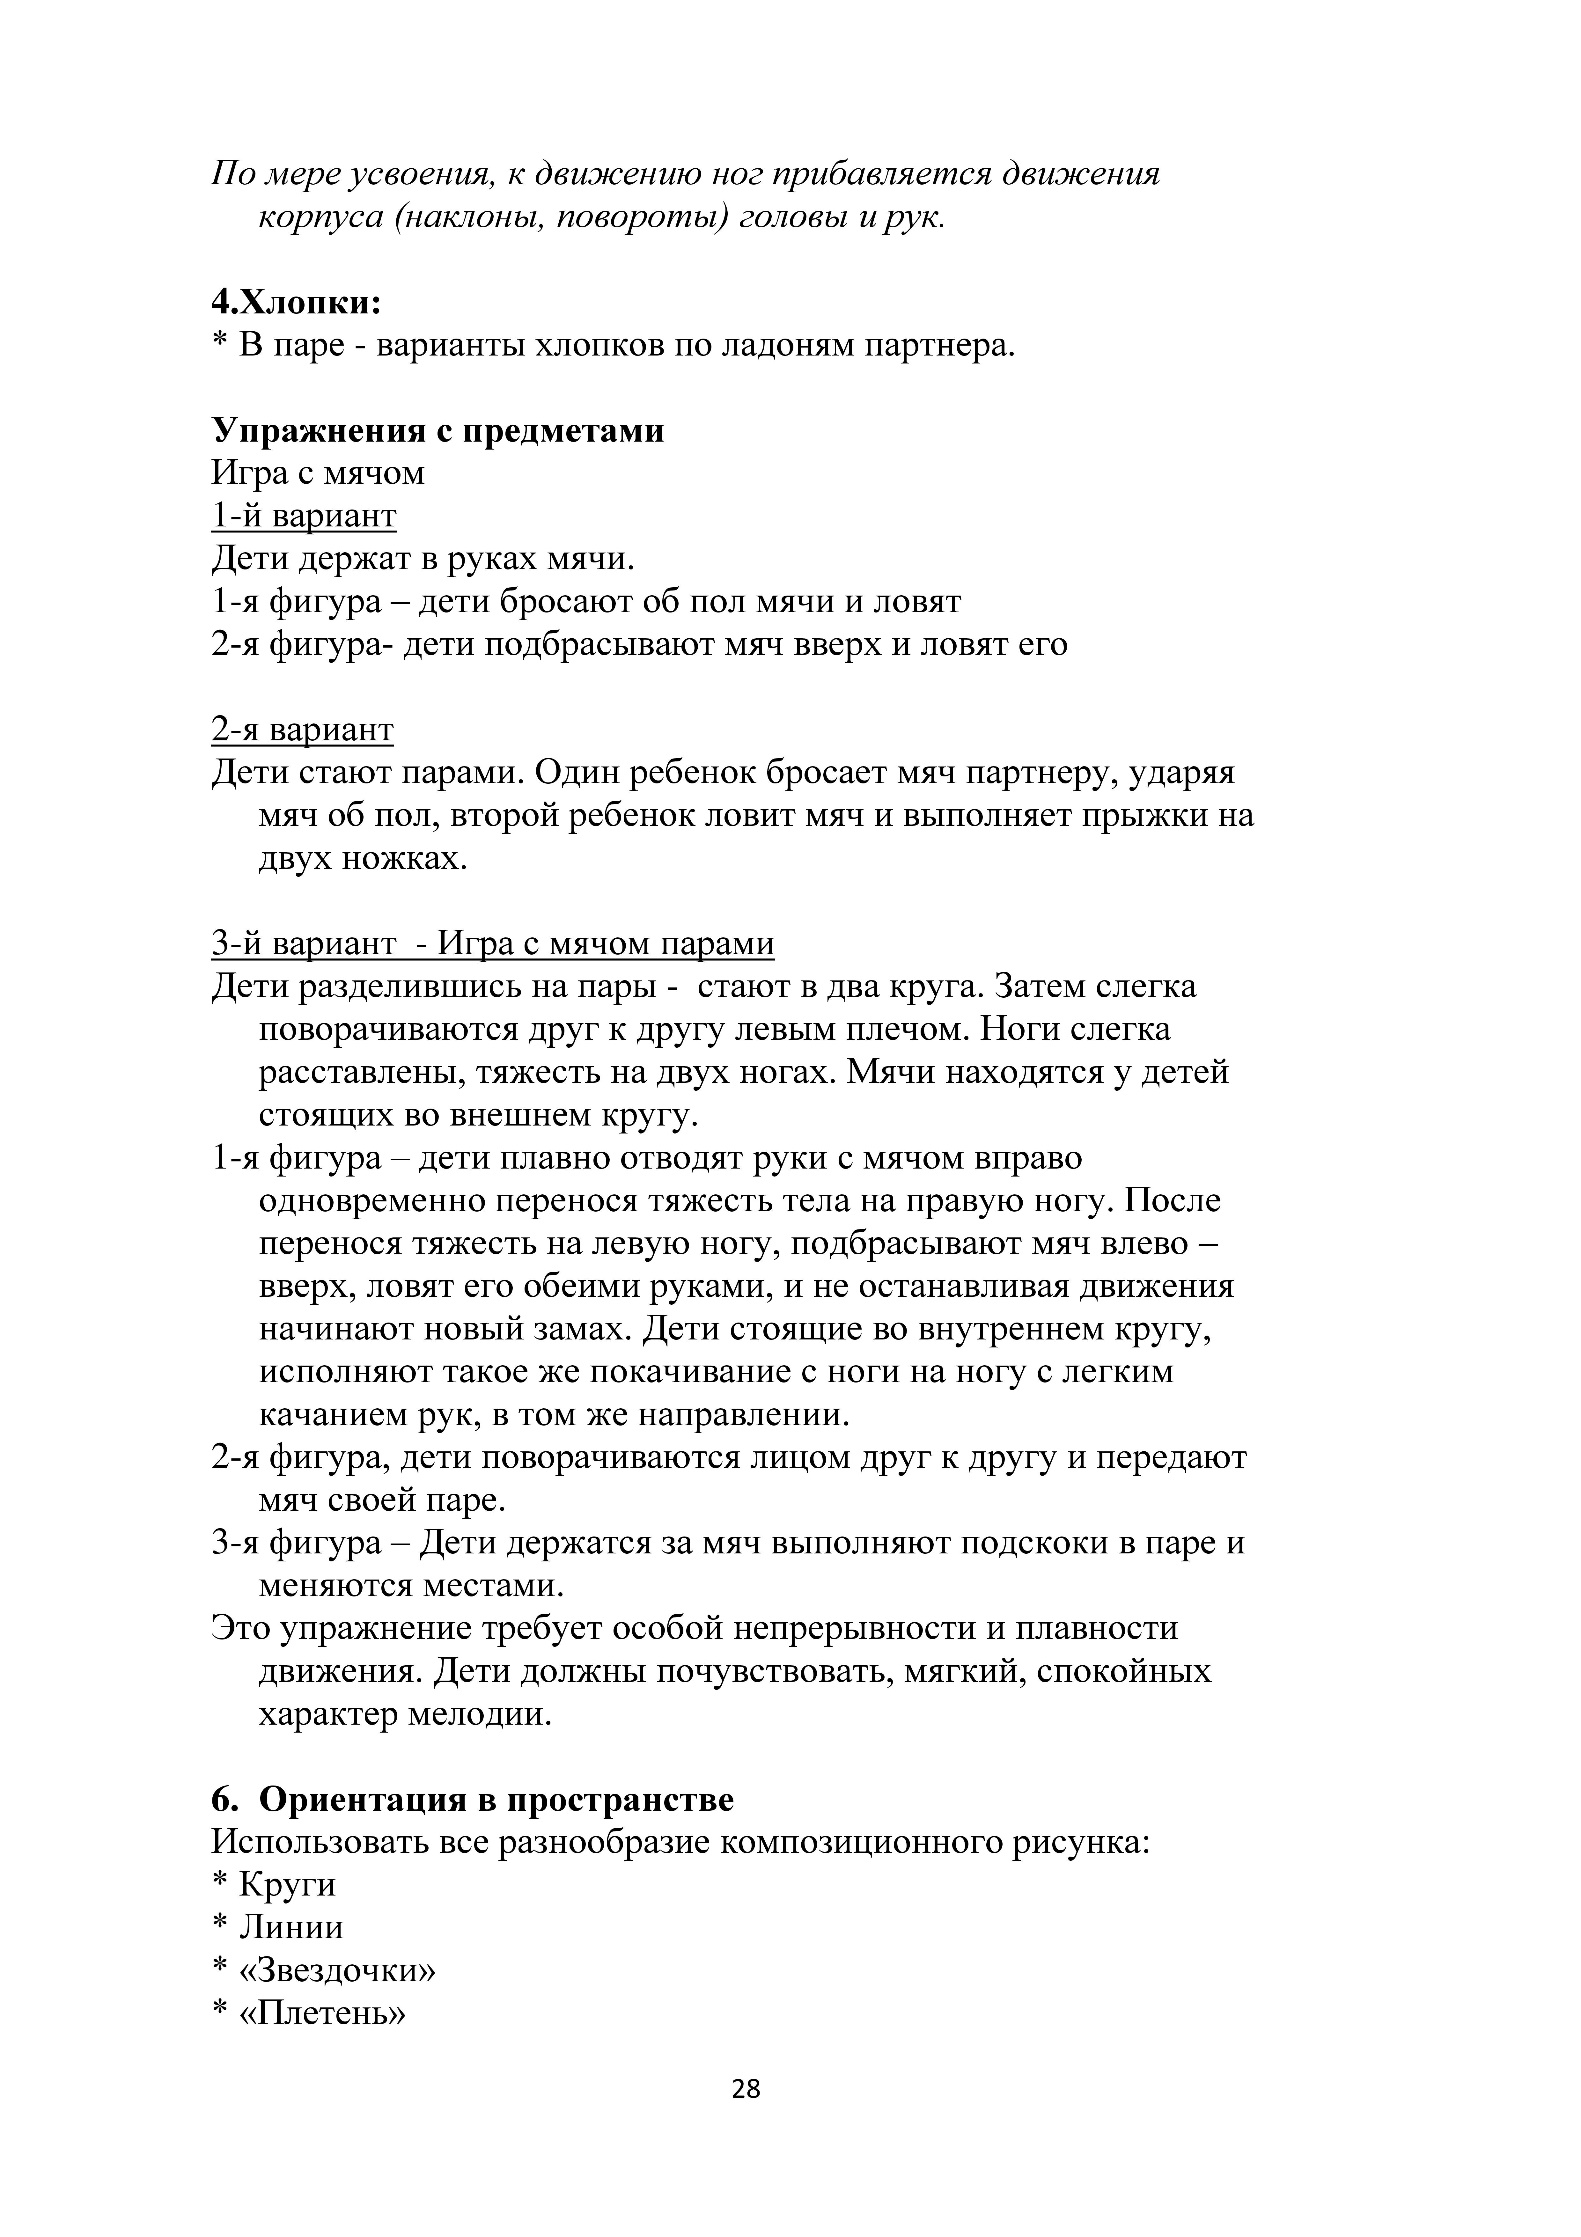 По мере усвоения, к движению ног прибавляется движения
корпуса (наклоны, повороты) головы и рук.
4.Хлопки:
* В паре - варианты хлопков по ладоням партнера.
Упражнения с предметами
Игра с мячом
1-й вариант
Дети держат в руках мячи.
1-я фигура – дети бросают об пол мячи и ловят
2-я фигура- дети подбрасывают мяч вверх и ловят его
2-я вариант
Дети стают парами. Один ребенок бросает мяч партнеру, ударяя
мяч об пол, второй ребенок ловит мяч и выполняет прыжки на
двух ножках.
3-й вариант  - Игра с мячом парами
Дети разделившись на пары -  стают в два круга. Затем слегка
поворачиваются друг к другу левым плечом. Ноги слегка
расставлены, тяжесть на двух ногах. Мячи находятся у детей
стоящих во внешнем кругу.
1-я фигура – дети плавно отводят руки с мячом вправо
одновременно перенося тяжесть тела на правую ногу. После
перенося тяжесть на левую ногу, подбрасывают мяч влево –
вверх, ловят его обеими руками, и не останавливая движения
начинают новый замах. Дети стоящие во внутреннем кругу,
исполняют такое же покачивание с ноги на ногу с легким
качанием рук, в том же направлении.
2-я фигура, дети поворачиваются лицом друг к другу и передают
мяч своей паре.
3-я фигура – Дети держатся за мяч выполняют подскоки в паре и
меняются местами.
Это упражнение требует особой непрерывности и плавности
движения. Дети должны почувствовать, мягкий, спокойных
характер мелодии.
6.  Ориентация в пространстве
Использовать все разнообразие композиционного рисунка:
* Круги
* Линии
* «Звездочки»
* «Плетень»
28